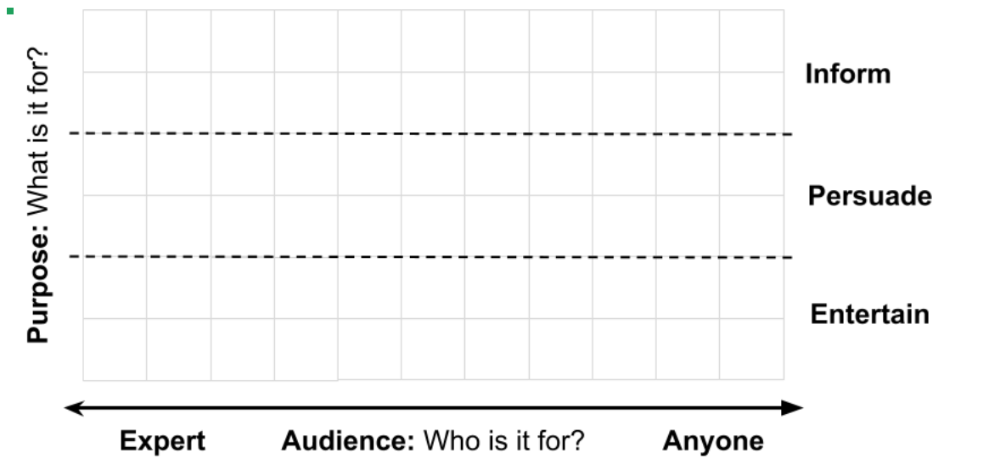 Purpose: What is it for?
Inform
Persuade
Entertain
Expert
Audience: Who is it for?
Anyone